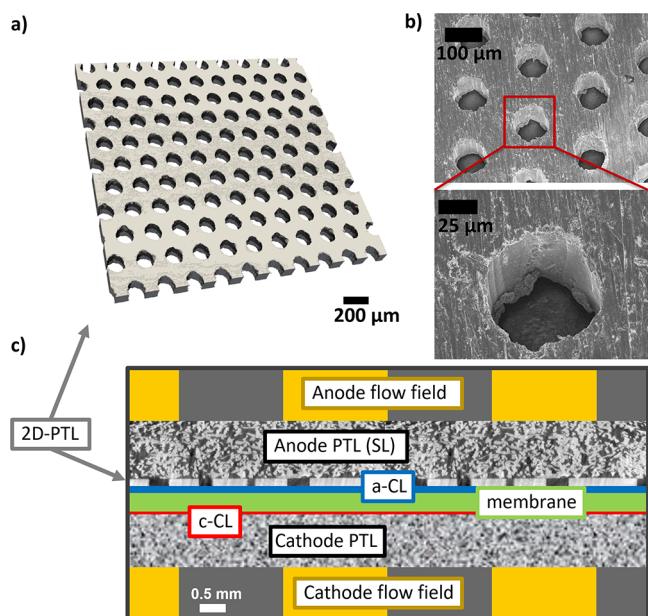 a)
200 µm
b)
100 µm
25 µm
c)
2D-PTL
Anode flow field
Anode PTL (SL)
a-CL
membrane
c-CL
Cathode PTL
0.5 mm
Cathode flow field